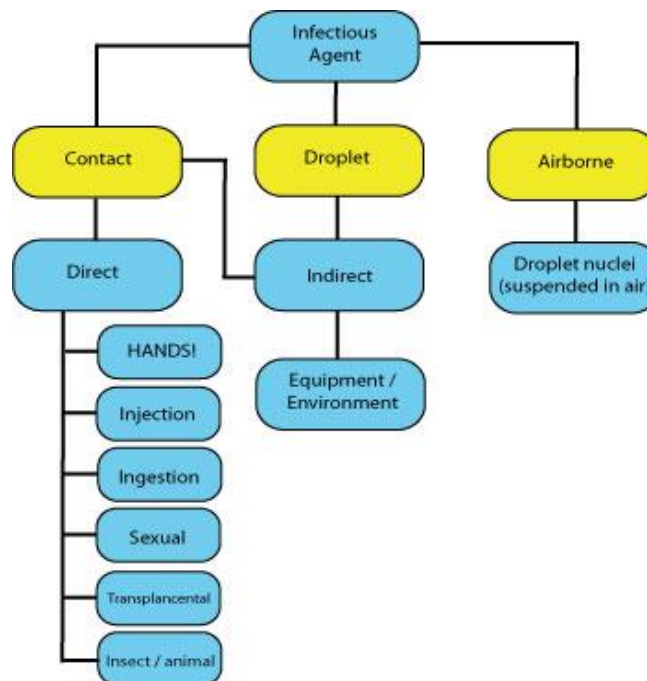 Infectious
Agent
Contact
Droplet
Airborne
Direct
Indirect
Droplet nuclei
(suspended in air
HANDS!
Equipment /
Environment
Injection
Ingestion
Sexual
Transplancental
Insect / animal